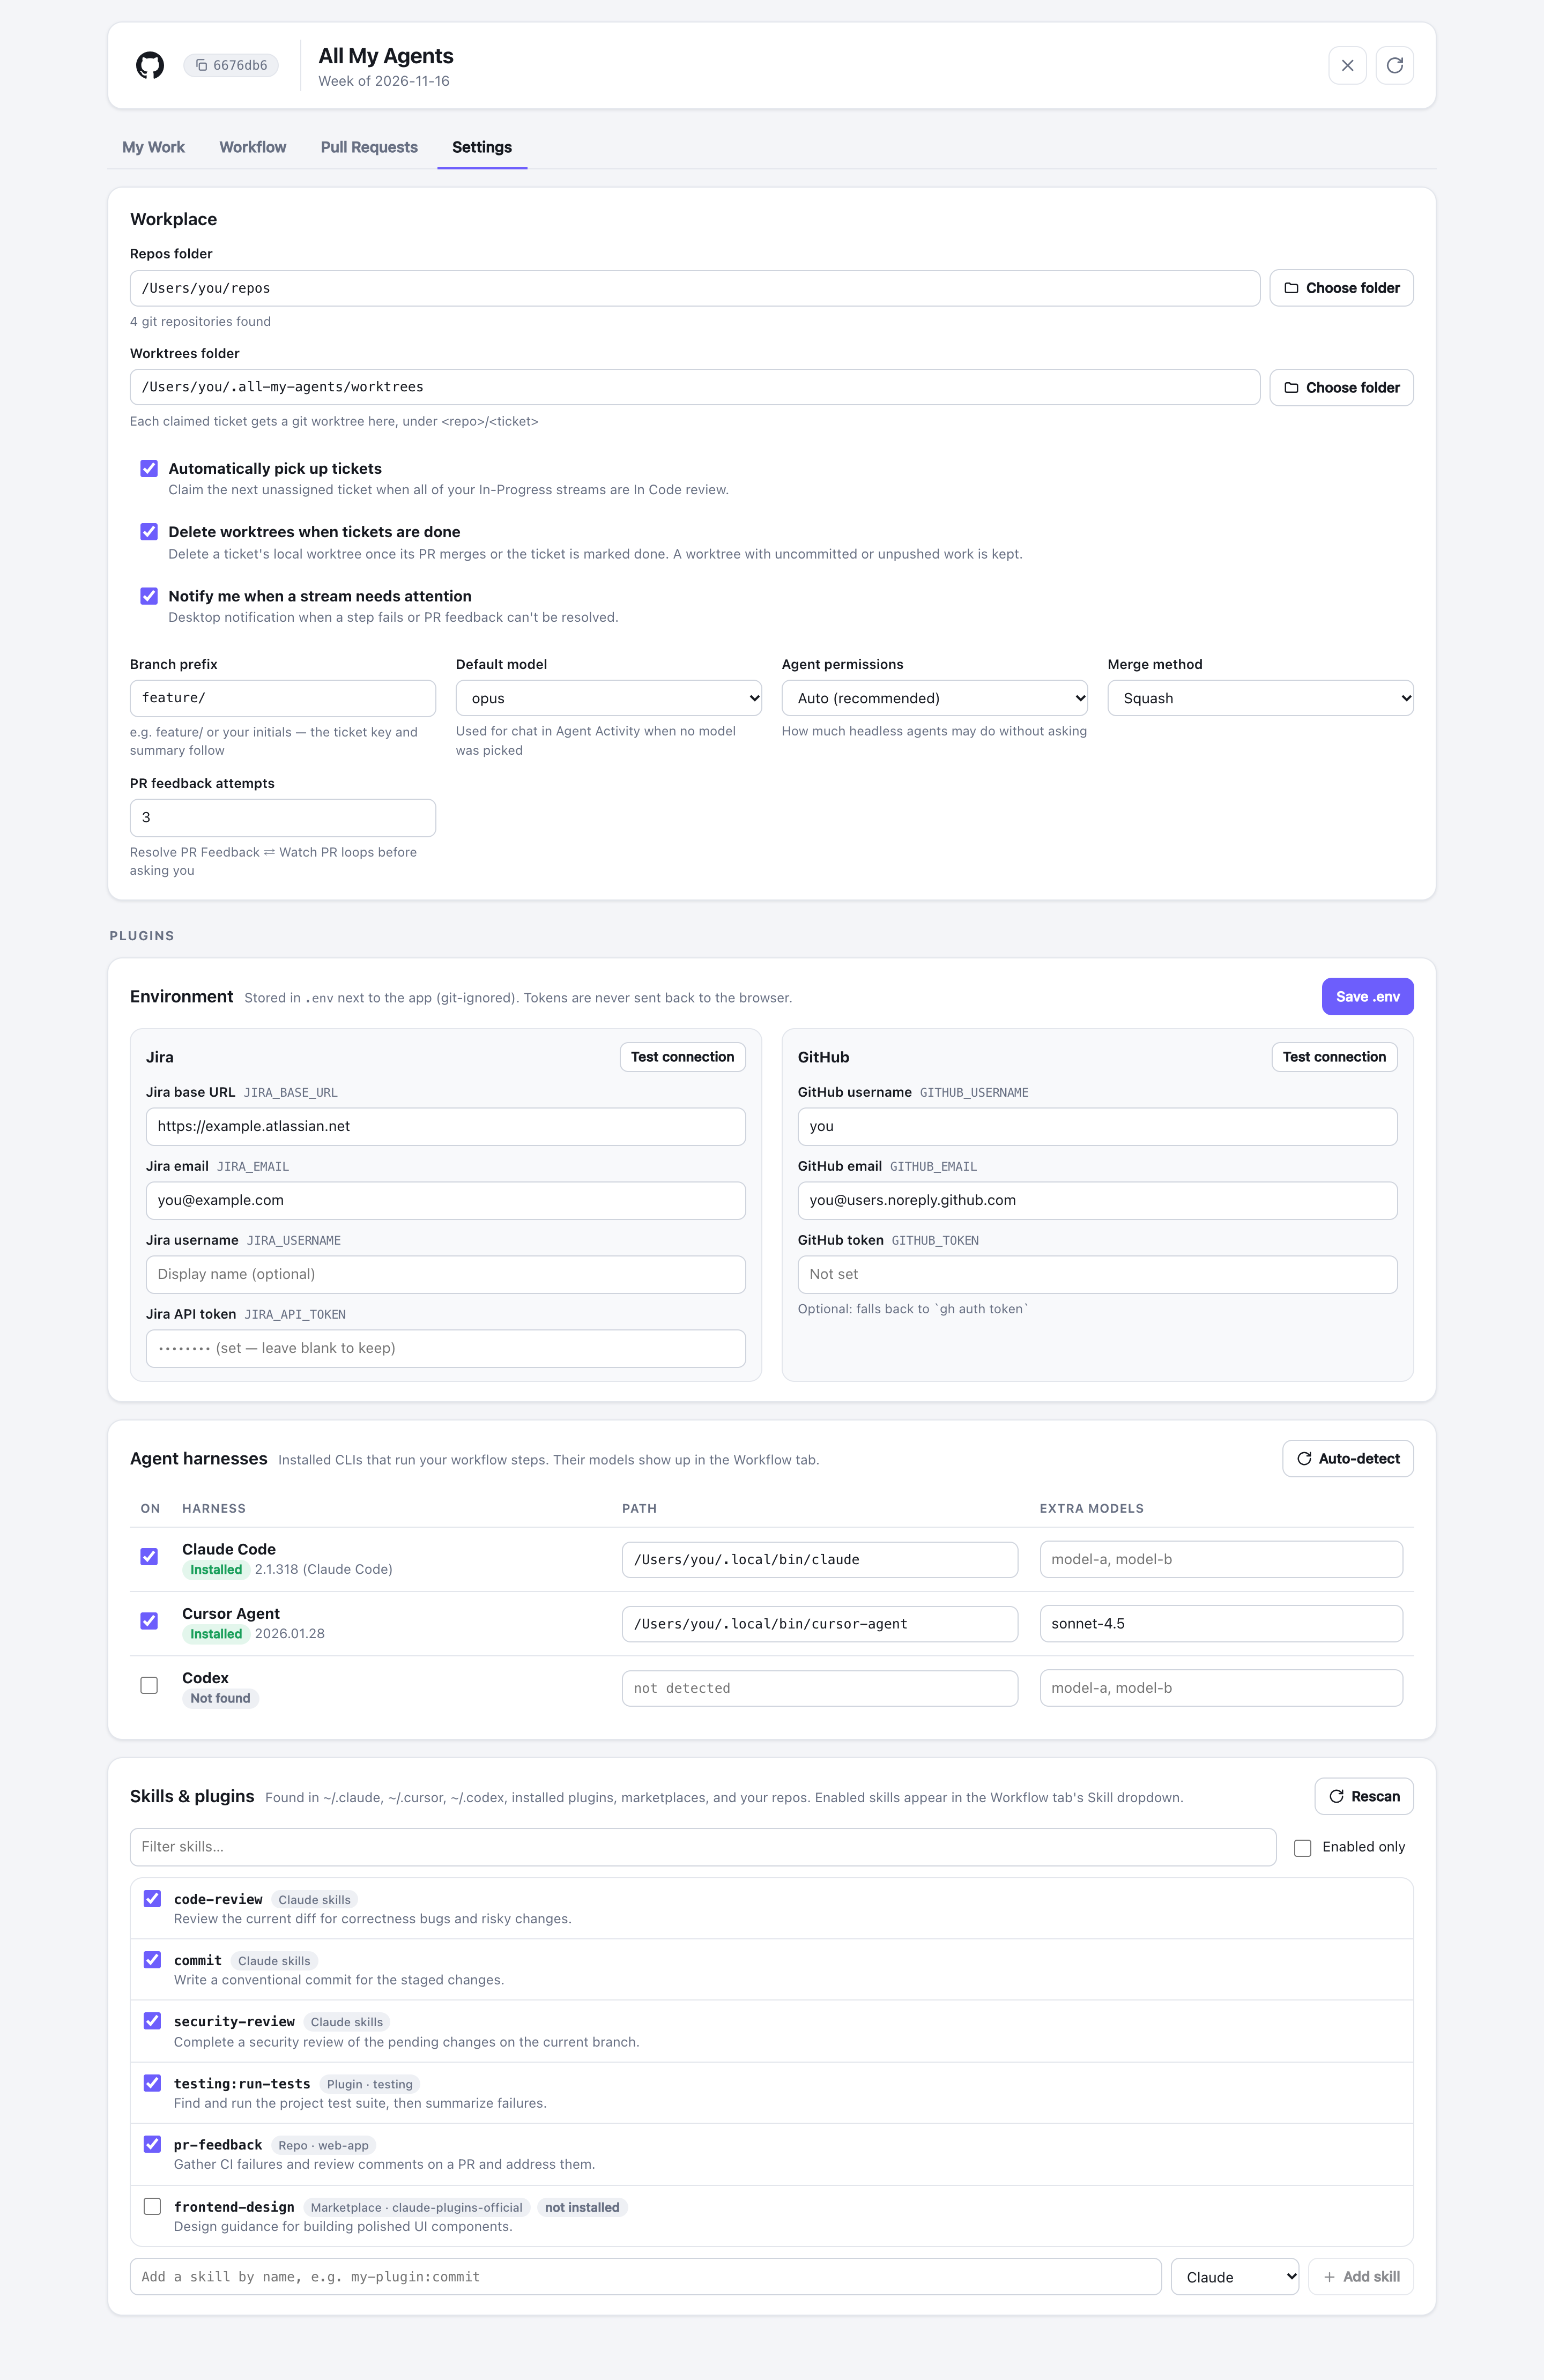 6676db6
All My Agents
Week of 2026-11-16
My Work
Workflow
Pull Requests
Settings
Workplace
Repos folder
/Users/you/repos
Choose folder
4 git repositories found
Worktrees folder
/Users/you/.all-my-agents/worktrees
Choose folder
Each claimed ticket gets a git worktree here, under <repo>/<ticket>
Automatically pick up tickets
Claim the next unassigned ticket when all of your In-Progress streams are In Code review.
Delete worktrees when tickets are done
Delete a ticket's local worktree once its PR merges or the ticket is marked done. A worktree with uncommitted or unpushed work is kept.
Notify me when a stream needs attention
Desktop notification when a step fails or PR feedback can't be resolved.
Branch prefix
feature/
e.g. feature/ or your initials — the ticket key and
summary follow
Default model
opus
Used for chat in Agent Activity when no model
was picked
Agent permissions
Auto (recommended)
How much headless agents may do without asking
Merge method
Squash
PR feedback attempts
3
Resolve PR Feedback ⇄ Watch PR loops before
asking you
PLUGINS
Environment Stored in .env next to the app (git-ignored). Tokens are never sent back to the browser.
Save .env
Jira
Test connection
Jira base URL JIRA_BASE_URL
https://example.atlassian.net
Jira email JIRA_EMAIL
you@example.com
Jira username JIRA_USERNAME
Display name (optional)
Jira API token JIRA_API_TOKEN
•••••••• (set — leave blank to keep)
GitHub
Test connection
GitHub username GITHUB_USERNAME
you
GitHub email GITHUB_EMAIL
you@users.noreply.github.com
GitHub token GITHUB_TOKEN
Not set
Optional: falls back to `gh auth token`
Agent harnesses Installed CLIs that run your workflow steps. Their models show up in the Workflow tab.
Auto-detect
ON HARNESS PATH EXTRA MODELS
Claude Code
Installed 2.1.318 (Claude Code)
/Users/you/.local/bin/claude
model-a, model-b
Cursor Agent
Installed 2026.01.28
/Users/you/.local/bin/cursor-agent
sonnet-4.5
Codex
Not found
not detected
model-a, model-b
Skills & plugins Found in ~/.claude, ~/.cursor, ~/.codex, installed plugins, marketplaces, and your repos. Enabled skills appear in the Workflow tab's Skill dropdown.
Rescan
Filter skills…
Enabled only
code-review Claude skills
Review the current diff for correctness bugs and risky changes.
commit Claude skills
Write a conventional commit for the staged changes.
security-review Claude skills
Complete a security review of the pending changes on the current branch.
testing:run-tests Plugin · testing
Find and run the project test suite, then summarize failures.
pr-feedback Repo · web-app
Gather CI failures and review comments on a PR and address them.
frontend-design Marketplace · claude-plugins-official not installed
Design guidance for building polished UI components.
Add a skill by name, e.g. my-plugin:commit
Claude
+ Add skill